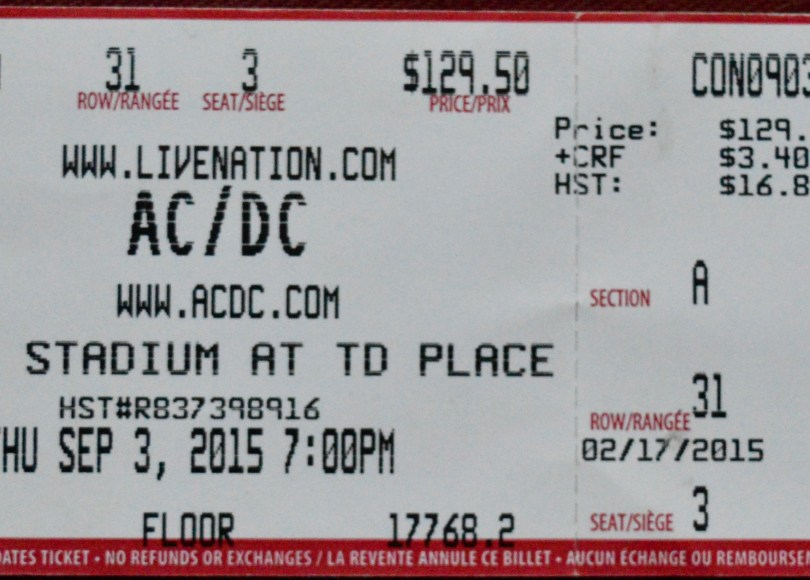 31 3 $129.50
ROW/RANGÉE SEAT/SIÈGE PRICE/PRIX
WWW.LIVENATION.COM
AC/DC
WWW.ACDC.COM
STADIUM AT TD PLACE
HST#R837398916
HU SEP 3, 2015 7:00PM
FLOOR 17768.2
CON0903
Price: $129.
+CRF $3.40
HST: $16.8
SECTION A
ROW/RANGÉE 31
02/17/2015
SEAT/SIÈGE 3
DATES TICKET • NO REFUNDS OR EXCHANGES / LA REVENTE ANNULE CE BILLET • AUCUN ÉCHANGE OU REMBOURSE